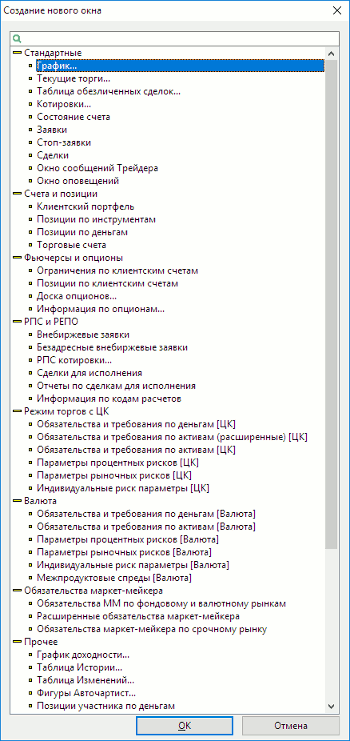 Создание нового окна
Стандартные
График...
Текущие торги...
Таблица обезличенных сделок...
Котировки...
Состояние счета
Заявки
Стоп-заявки
Сделки
Окно сообщений Трейдера
Окно оповещений
Счета и позиции
Клиентский портфель
Позиции по инструментам
Позиции по деньгам
Торговые счета
Фьючерсы и опционы
Ограничения по клиентским счетам
Позиции по клиентским счетам
Доска опционов...
Информация по опционам...
РПС и РЕПО
Внебиржевые заявки
Безадресные внебиржевые заявки
РПС котировки...
Сделки для исполнения
Отчеты по сделкам для исполнения
Информация по кодам расчетов
Режим торгов с ЦК
Обязательства и требования по деньгам [ЦК]
Обязательства и требования по активам (расширенные) [ЦК]
Обязательства и требования по активам [ЦК]
Параметры процентных рисков [ЦК]
Параметры рыночных рисков [ЦК]
Индивидуальные риск параметры [ЦК]
Валюта
Обязательства и требования по деньгам [Валюта]
Обязательства и требования по активам [Валюта]
Параметры процентных рисков [Валюта]
Параметры рыночных рисков [Валюта]
Индивидуальные риск параметры [Валюта]
Межпродуктовые спреды [Валюта]
Обязательства маркет-мейкера
Обязательства ММ по фондовому и валютному рынкам
Расширенные обязательства маркет-мейкера
Обязательства маркет-мейкера по срочному рынку
Прочее
График доходности...
Таблица Истории...
Таблица Изменений...
Фигуры Авточартист...
Позиции участника по деньгам
OK
Отмена